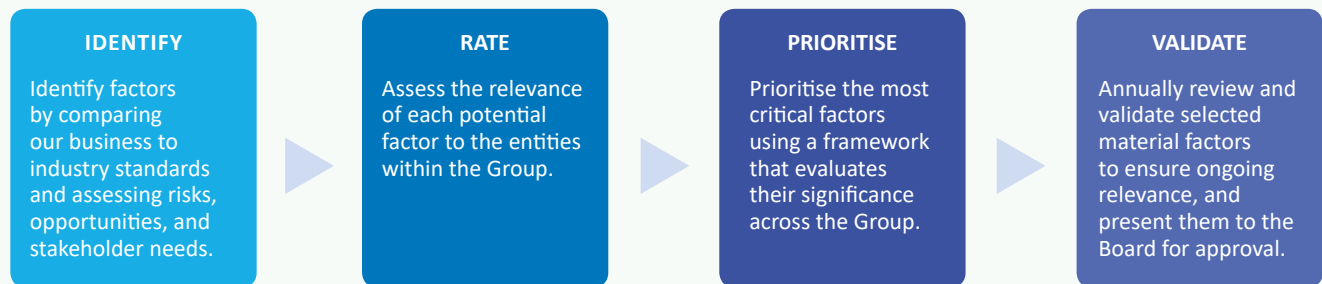 IDENTIFY
Identify factors
by comparing
our business to
industry standards
and assessing risks,
opportunities, and
stakeholder needs.
RATE
Assess the relevance
of each potential
factor to the entities
within the Group.
PRIORITISE
Prioritise the most
critical factors
using a framework
that evaluates
their significance
across the Group.
VALIDATE
Annually review and
validate selected
material factors
to ensure ongoing
relevance, and
present them to the
Board for approval.